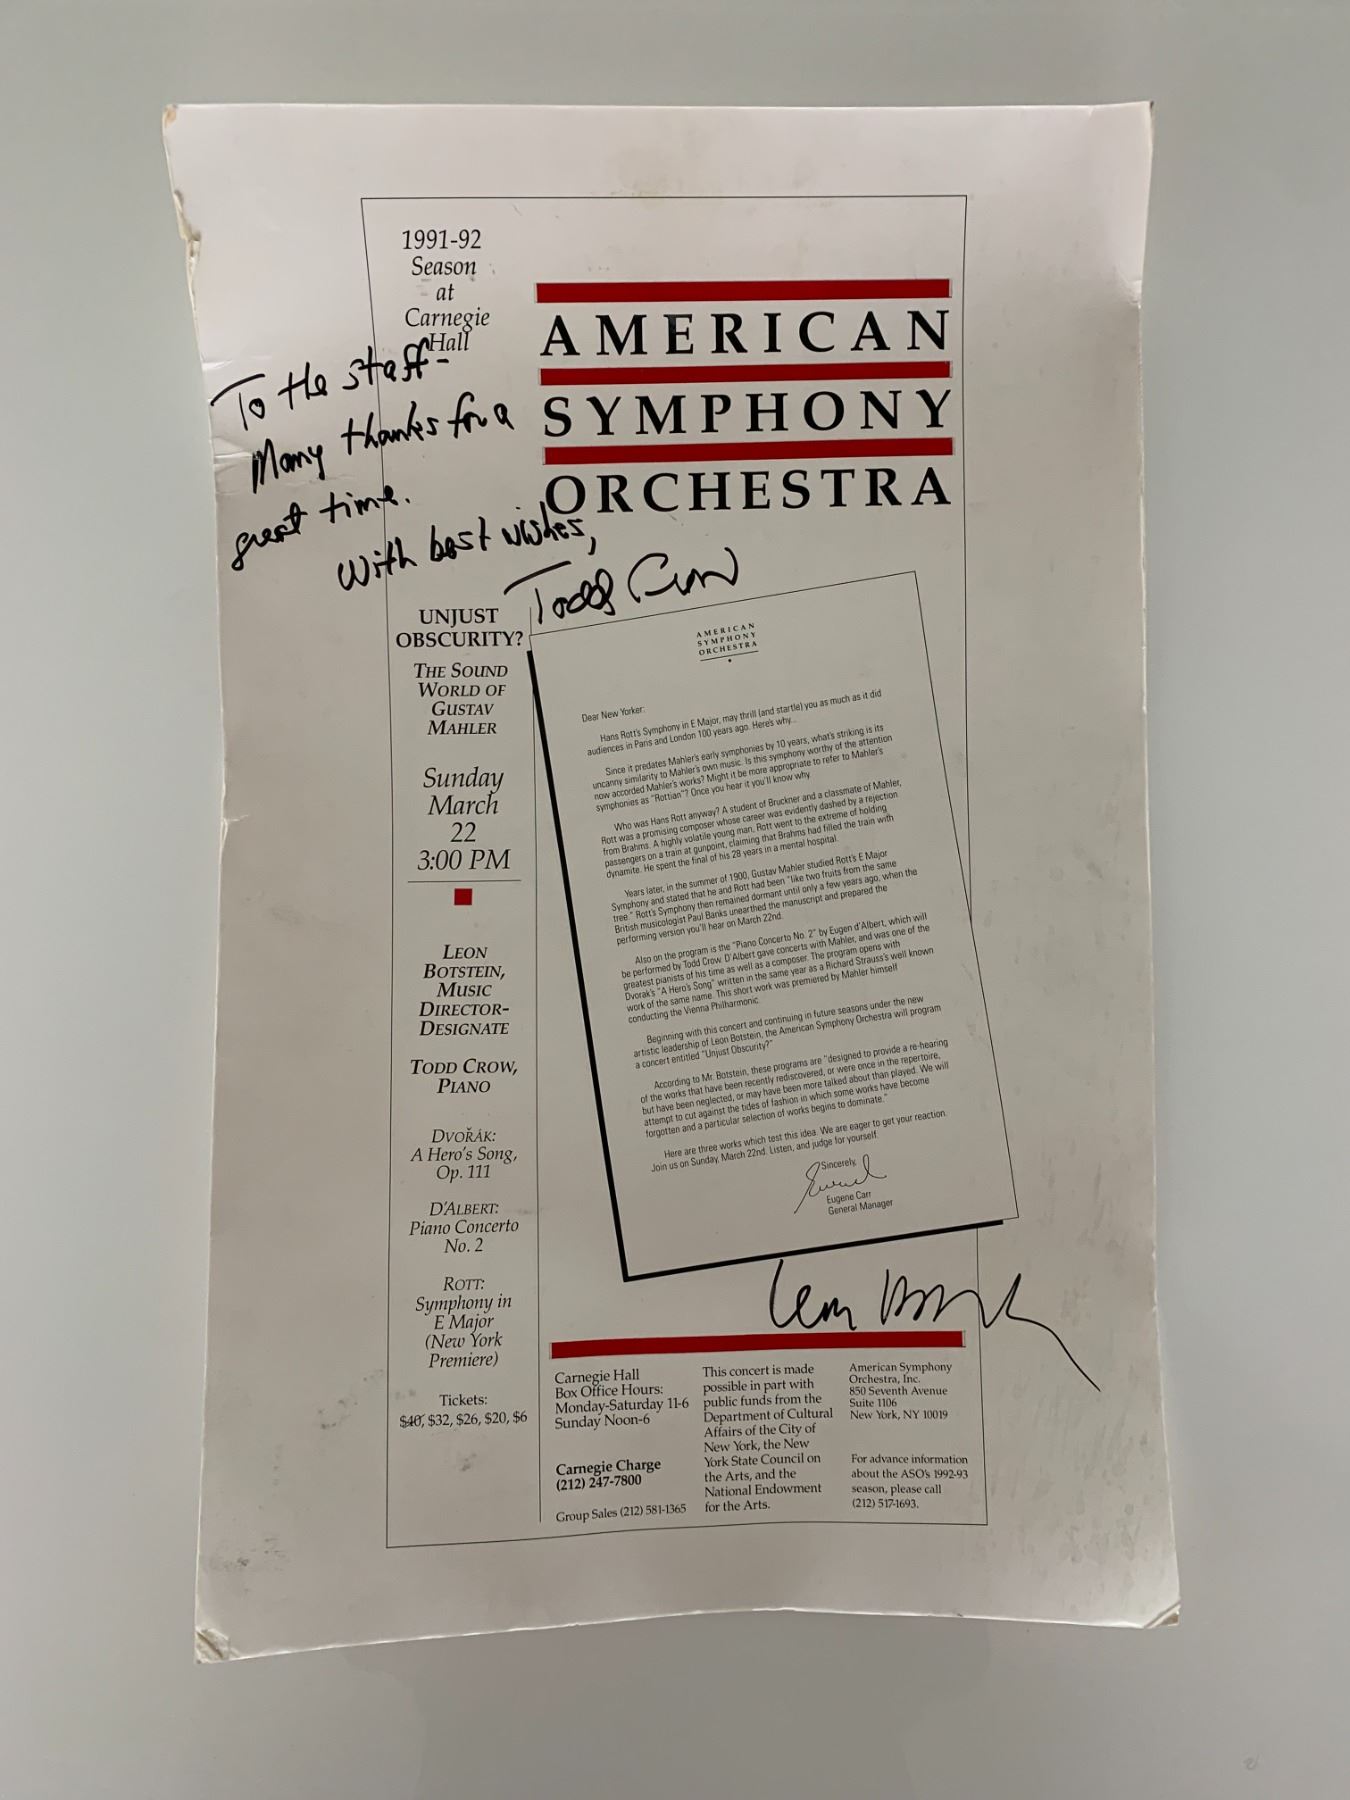 1991-92
Season
at
Carnegie
Hall
AMERICAN
SYMPHONY
ORCHESTRA
To the staff-
Many thanks for a
great time.
With best wishes,
Todd Crow
UNJUST
OBSCURITY?
THE SOUND
WORLD OF
GUSTAV
MAHLER
Sunday
March
22
3:00 PM
LEON
BOTSTEIN,
MUSIC
DIRECTOR-
DESIGNATE
TODD CROW,
PIANO
DVOŘÁK:
A Hero's Song,
Op. 111
D'ALBERT:
Piano Concerto
No. 2
ROTT:
Symphony in
E Major
(New York
Premiere)
Tickets:
$40, $32, $26, $20, $6
AMERICAN
SYMPHONY
ORCHESTRA
Dear New Yorker:
Hans Rott's Symphony in E Major, may thrill (and startle) you as much as it did
audiences in Paris and London 100 years ago. Here's why...
Since it predates Mahler's early symphonies by 10 years, what's striking is its
uncanny similarity to Mahler's own music. Is this symphony worthy of the attention
now accorded Mahler's works? Might it be more appropriate to refer to Mahler's
symphonies as "Rottian"? Once you hear it you'll know why.
Who was Hans Rott anyway? A student of Bruckner and a classmate of Mahler,
Rott was a promising composer whose career was evidently dashed by a rejection
from Brahms. A highly volatile young man, Rott went to the extreme of holding
passengers on a train at gunpoint, claiming that Brahms had filled the train with
dynamite. He spent the final of his 28 years in a mental hospital.
Years later, in the summer of 1900, Gustav Mahler studied Rott's E Major
Symphony and stated that he and Rott had been "like two fruits from the same
tree." Rott's Symphony then remained dormant until only a few years ago, when the
British musicologist Paul Banks unearthed the manuscript and prepared the
performing version you'll hear on March 22nd.
Also on the program is the "Piano Concerto No. 2" by Eugen d'Albert, which will
be performed by Todd Crow. D'Albert gave concerts with Mahler, and was one of the
greatest pianists of his time as well as a composer. The program opens with
Dvorak's "A Hero's Song" written in the same year as a Richard Strauss's well known
work of the same name. This short work was premiered by Mahler himself
conducting the Vienna Philharmonic.
Beginning with this concert and continuing in future seasons under the new
artistic leadership of Leon Botstein, the American Symphony Orchestra will program
a concert entitled "Unjust Obscurity?"
According to Mr. Botstein, these programs are "designed to provide a re-hearing
of the works that have been recently rediscovered, or were once in the repertoire,
but have been neglected, or may have been more talked about than played. We will
attempt to cut against the tides of fashion in which some works have become
forgotten and a particular selection of works begins to dominate."
Here are three works which test this idea. We are eager to get your reaction.
Join us on Sunday, March 22nd. Listen, and judge for yourself.
Sincerely,
Eugene Carr
General Manager
Carnegie Hall
Box Office Hours:
Monday-Saturday 11-6
Sunday Noon-6
Carnegie Charge
(212) 247-7800
Group Sales (212) 581-1365
This concert is made
possible in part with
public funds from the
Department of Cultural
Affairs of the City of
New York, the New
York State Council on
the Arts, and the
National Endowment
for the Arts.
American Symphony
Orchestra, Inc.
850 Seventh Avenue
Suite 1106
New York, NY 10019
For advance information
about the ASO's 1992-93
season, please call
(212) 517-1693.